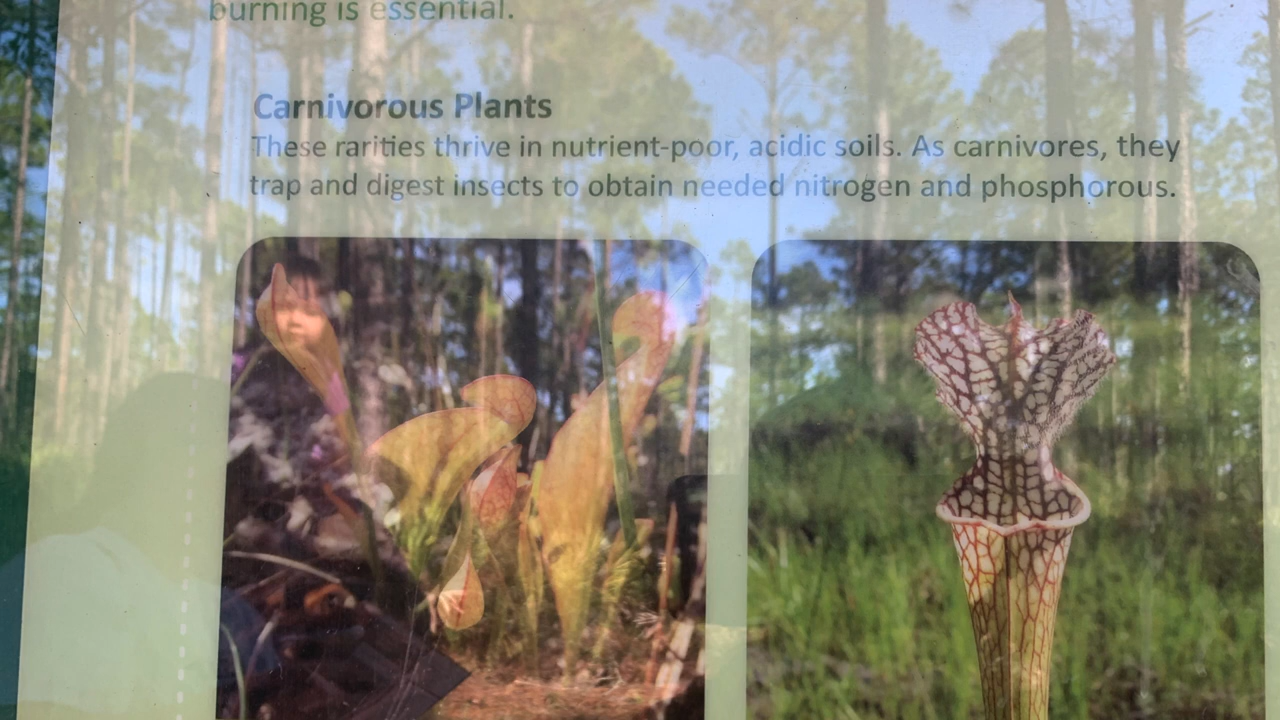 burning is essential.
Carnivorous Plants
These rarities thrive in nutrient-poor, acidic soils. As carnivores, they
trap and digest insects to obtain needed nitrogen and phosphorous.